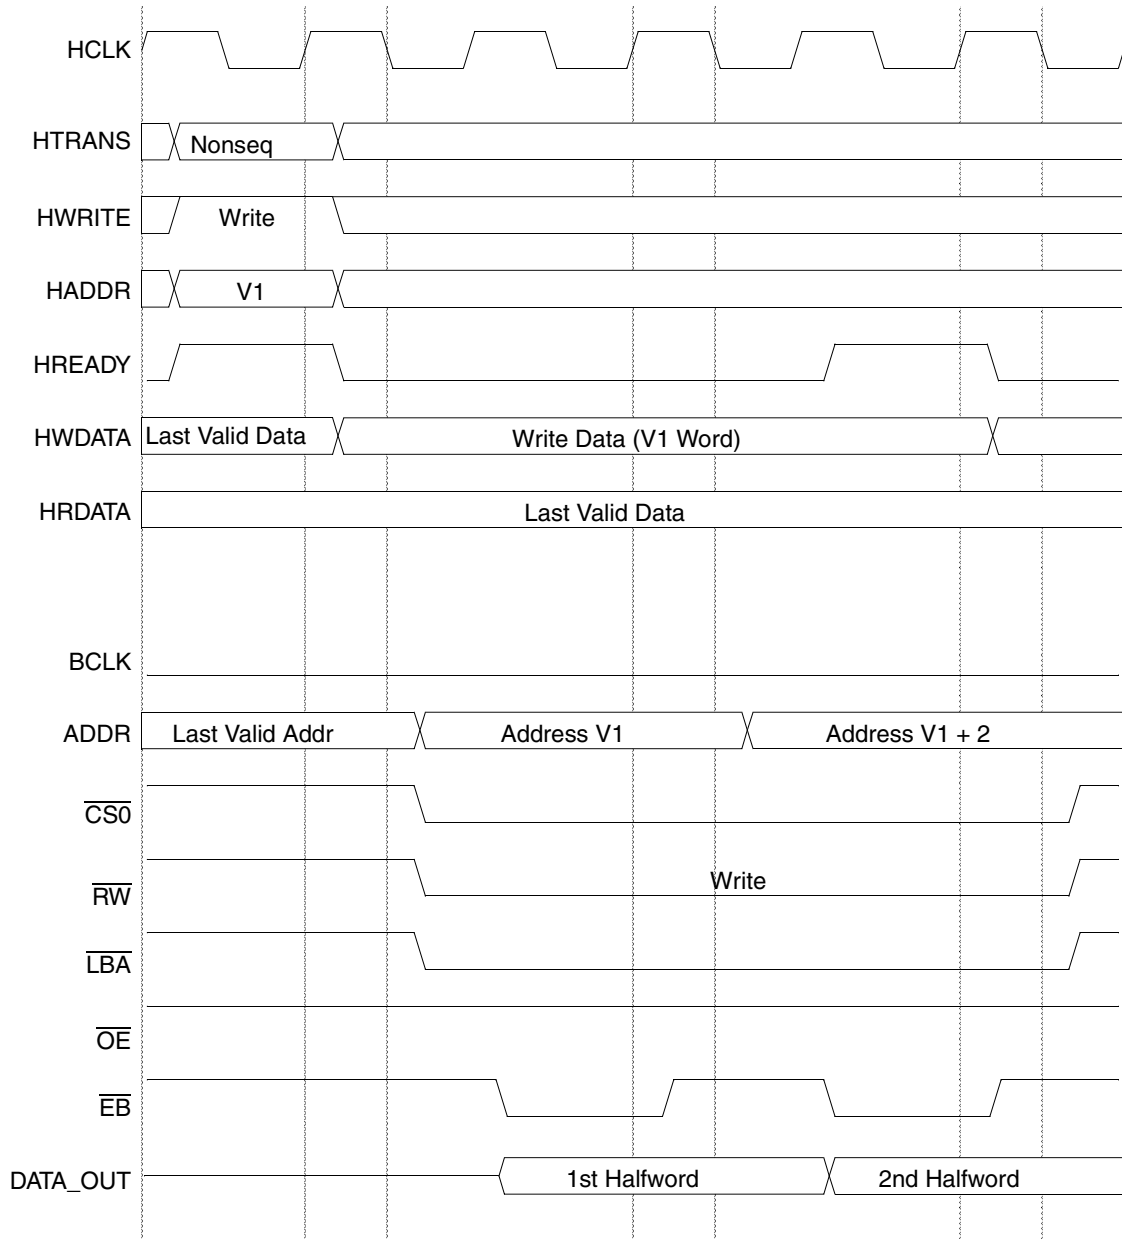 HCLK
HTRANS Nonseq
HWRITE Write
HADDR V1
HREADY
HWDATA Last Valid Data Write Data (V1 Word)
HRDATA Last Valid Data
BCLK
ADDR Last Valid Addr Address V1 Address V1 + 2
CS0
RW Write
LBA
OE
EB
DATA_OUT 1st Halfword 2nd Halfword